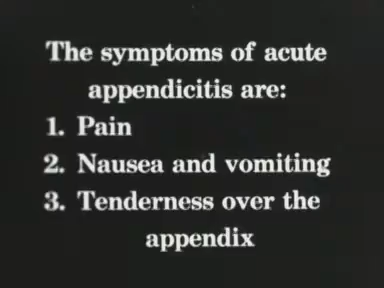 The symptoms of acute
appendicitis are:
1. Pain
2. Nausea and vomiting
3. Tenderness over the
appendix